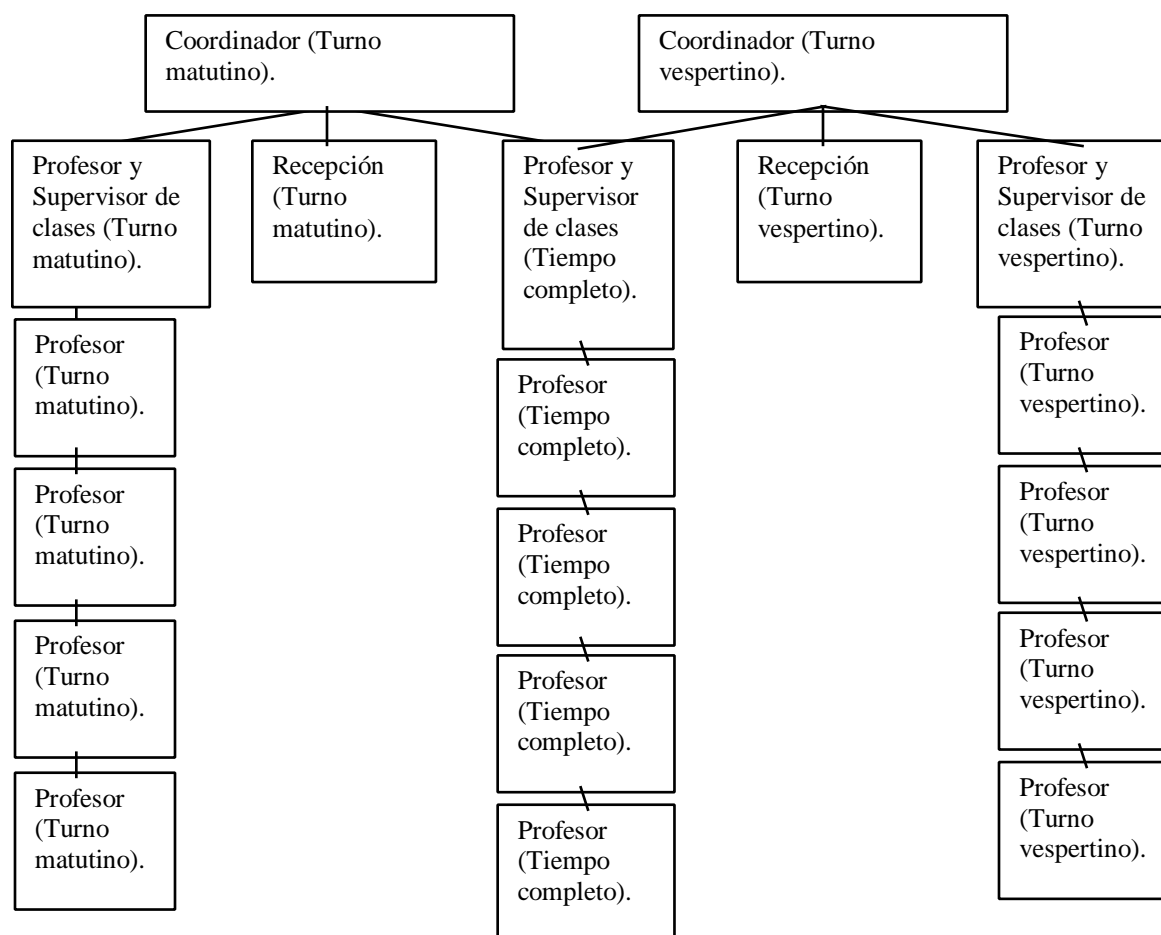 Coordinador (Turno
matutino).
Coordinador (Turno
vespertino).
Profesor y
Supervisor de
clases (Turno
matutino).
Recepción
(Turno
matutino).
Profesor y
Supervisor
de clases
(Tiempo
completo).
Recepción
(Turno
vespertino).
Profesor y
Supervisor de
clases (Turno
vespertino).
Profesor
(Turno
matutino).
Profesor
(Turno
matutino).
Profesor
(Turno
matutino).
Profesor
(Turno
matutino).
Profesor
(Tiempo
completo).
Profesor
(Tiempo
completo).
Profesor
(Tiempo
completo).
Profesor
(Tiempo
completo).
Profesor
(Turno
vespertino).
Profesor
(Turno
vespertino).
Profesor
(Turno
vespertino).
Profesor
(Turno
vespertino).